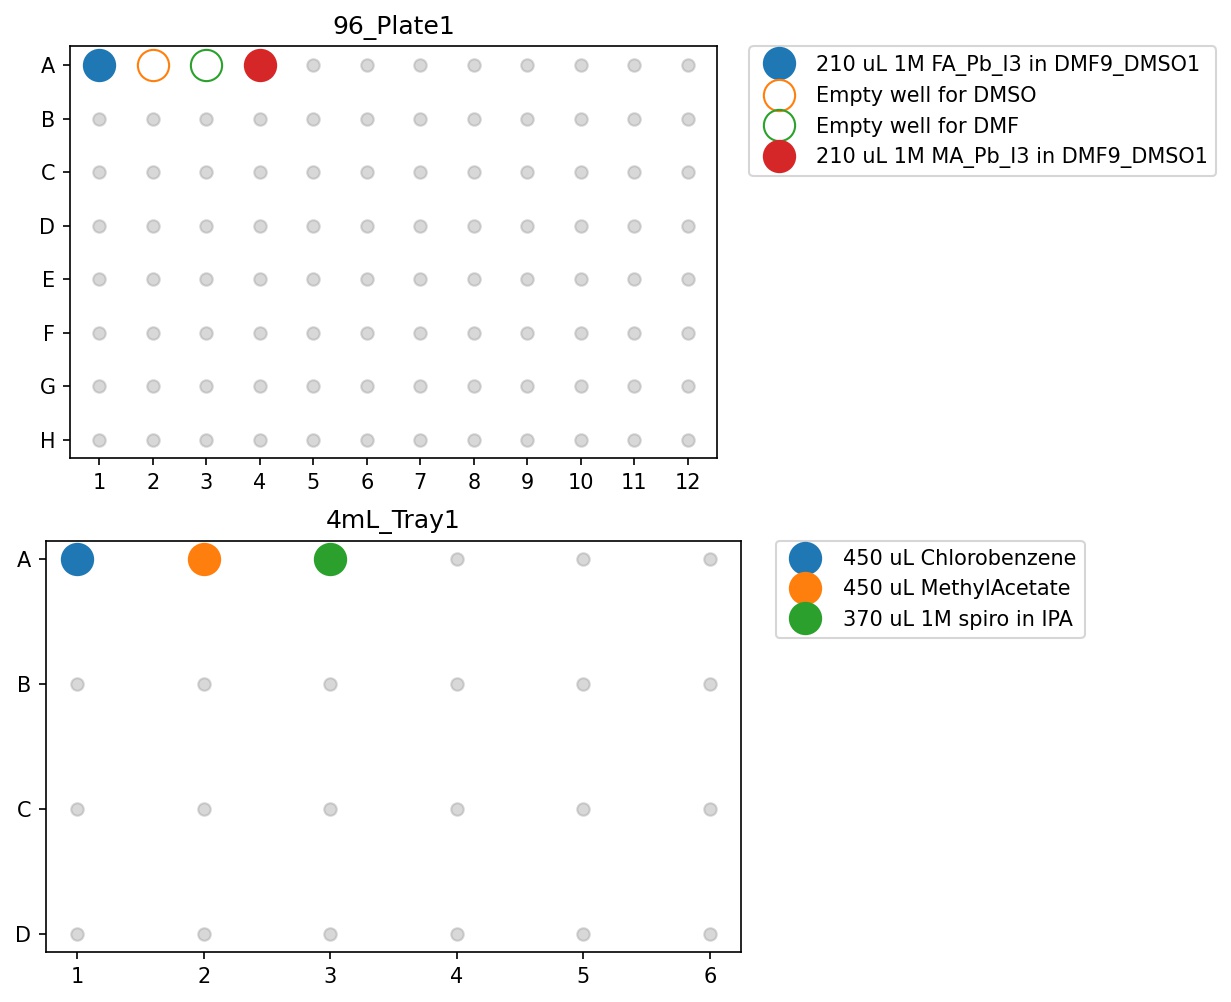 96_Plate1
A
B
C
D
E
F
G
H
1 2 3 4 5 6 7 8 9 10 11 12
210 uL 1M FA_Pb_I3 in DMF9_DMSO1
Empty well for DMSO
Empty well for DMF
210 uL 1M MA_Pb_I3 in DMF9_DMSO1
4mL_Tray1
A
B
C
D
1 2 3 4 5 6
450 uL Chlorobenzene
450 uL MethylAcetate
370 uL 1M spiro in IPA